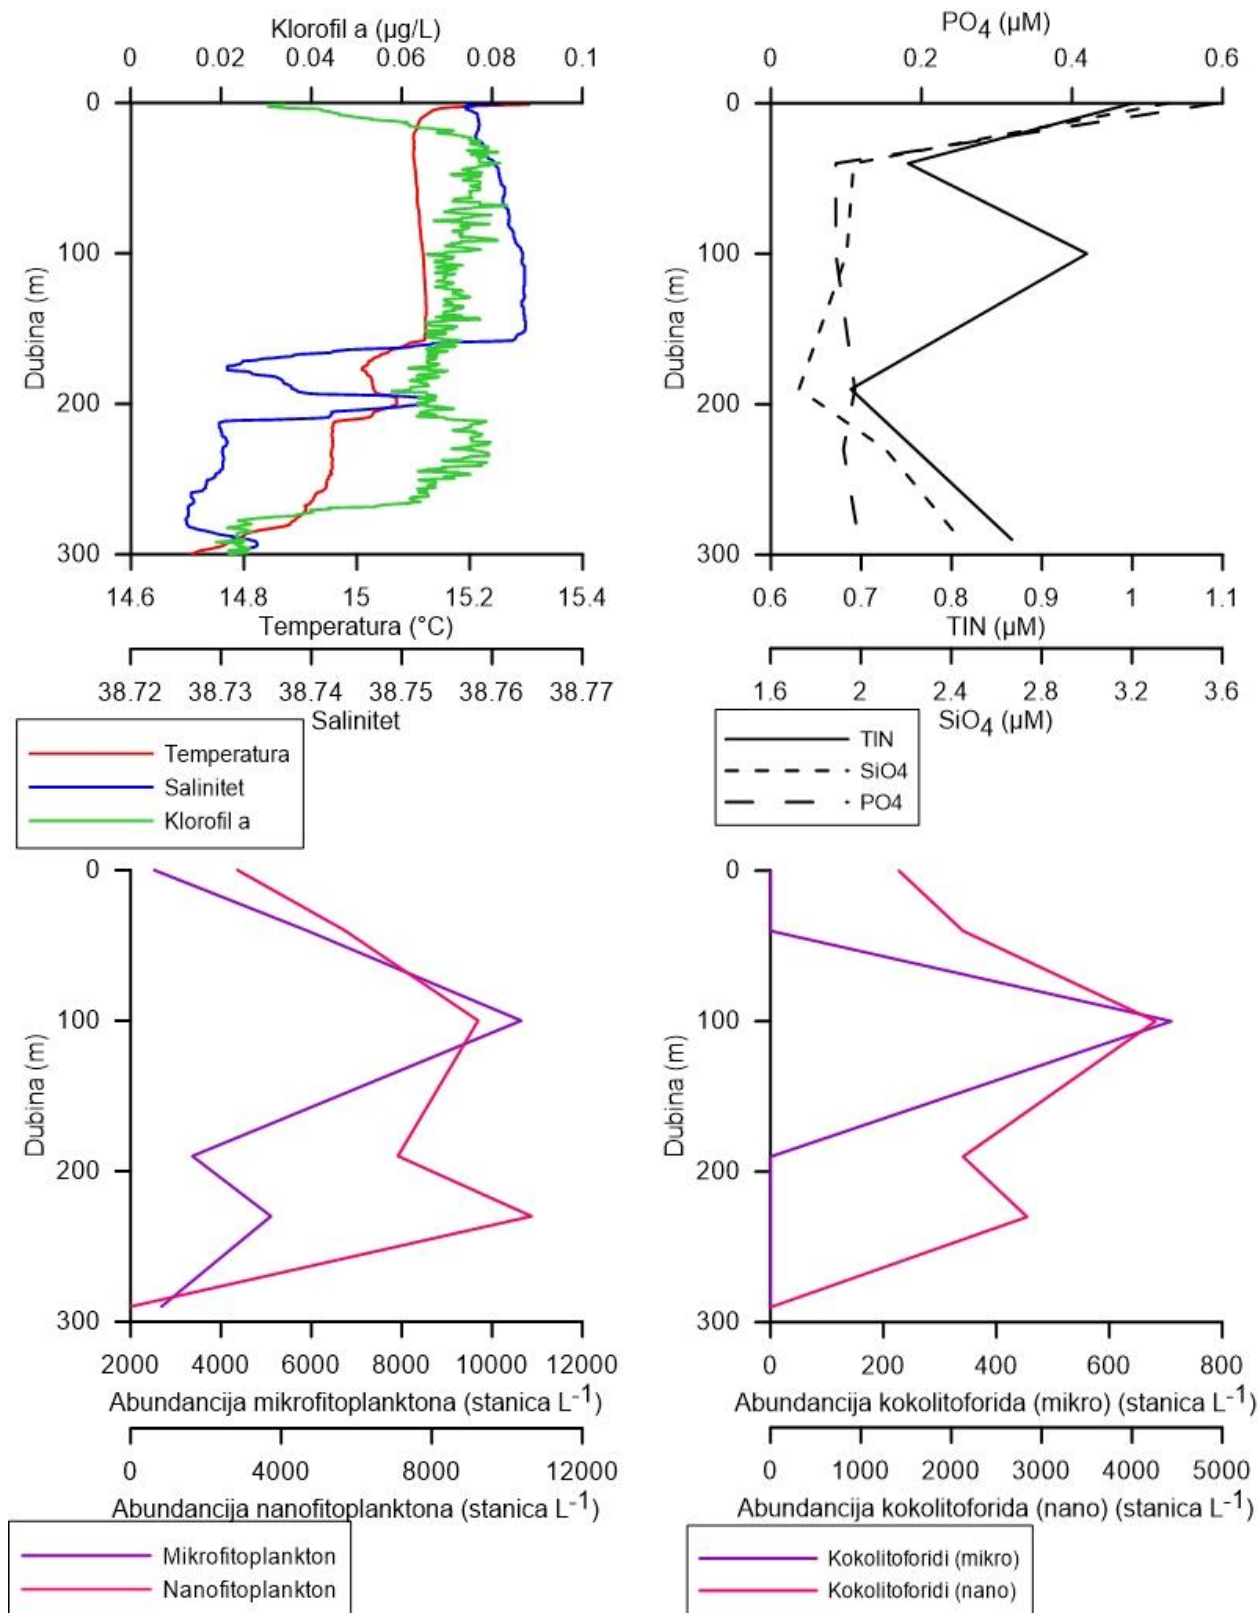 Klorofil a (µg/L)
0 0.02 0.04 0.06 0.08 0.1
0
100
200
300
Dubina (m)
14.6 14.8 15 15.2 15.4
Temperatura (°C)
38.72 38.73 38.74 38.75 38.76 38.77
Salinitet
Temperatura
Salinitet
Klorofil a
PO4 (µM)
0 0.2 0.4 0.6
0
100
200
300
Dubina (m)
0.6 0.7 0.8 0.9 1 1.1
TIN (µM)
1.6 2 2.4 2.8 3.2 3.6
SiO4 (µM)
TIN
SiO4
PO4
0
100
200
300
Dubina (m)
2000 4000 6000 8000 10000 12000
Abundancija mikrofitoplanktona (stanica L-1)
0 4000 8000 12000
Abundancija nanofitoplanktona (stanica L-1)
Mikrofitoplankton
Nanofitoplankton
0
100
200
300
Dubina (m)
0 200 400 600 800
Abundancija kokolitoforida (mikro) (stanica L-1)
0 1000 2000 3000 4000 5000
Abundancija kokolitoforida (nano) (stanica L-1)
Kokolitoforidi (mikro)
Kokolitoforidi (nano)